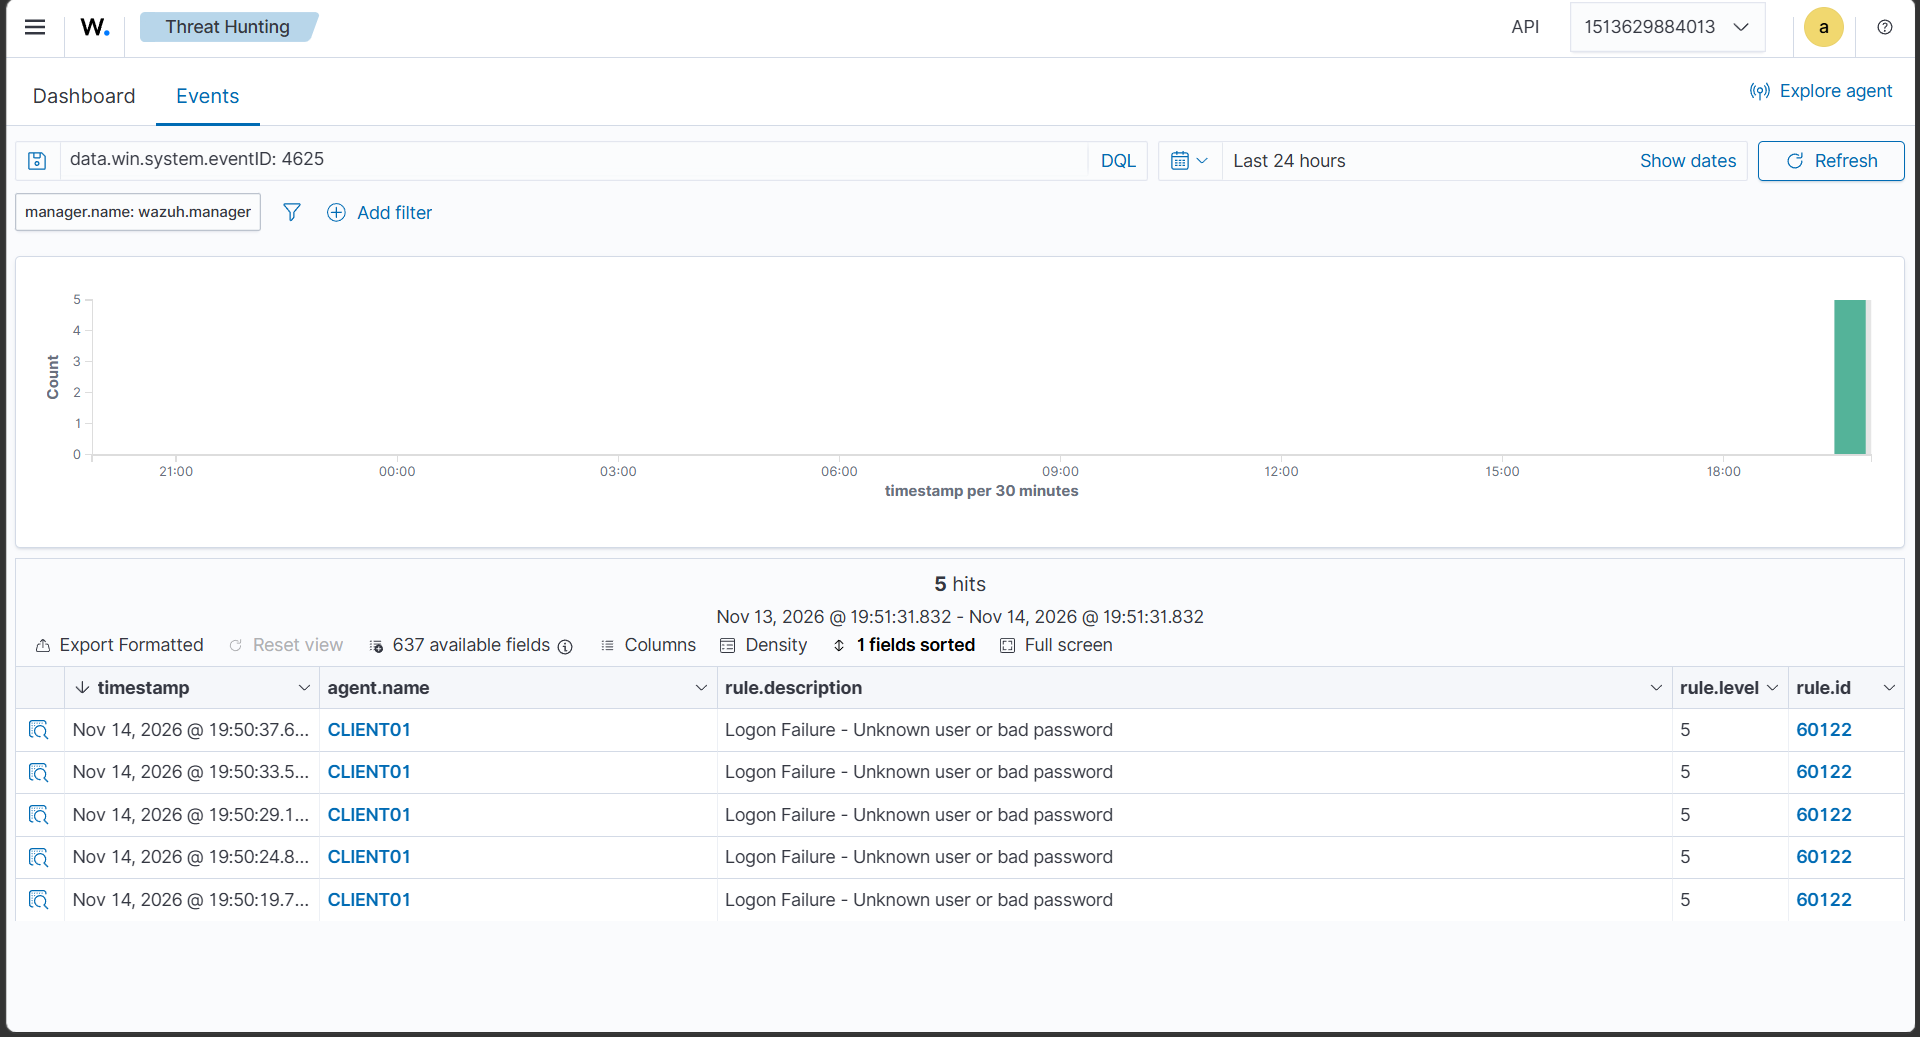 W. Threat Hunting API 1513629884013 a
Dashboard Events Explore agent
data.win.system.eventID: 4625 DQL Last 24 hours Show dates Refresh
manager.name: wazuh.manager Add filter
5
4
3
2
1
0
Count
21:00 00:00 03:00 06:00 09:00 12:00 15:00 18:00
timestamp per 30 minutes
5 hits
Nov 13, 2026 @ 19:51:31.832 - Nov 14, 2026 @ 19:51:31.832
Export Formatted Reset view 637 available fields Columns Density 1 fields sorted Full screen
timestamp agent.name rule.description rule.level rule.id
Nov 14, 2026 @ 19:50:37.6... CLIENT01 Logon Failure - Unknown user or bad password 5 60122
Nov 14, 2026 @ 19:50:33.5... CLIENT01 Logon Failure - Unknown user or bad password 5 60122
Nov 14, 2026 @ 19:50:29.1... CLIENT01 Logon Failure - Unknown user or bad password 5 60122
Nov 14, 2026 @ 19:50:24.8... CLIENT01 Logon Failure - Unknown user or bad password 5 60122
Nov 14, 2026 @ 19:50:19.7... CLIENT01 Logon Failure - Unknown user or bad password 5 60122